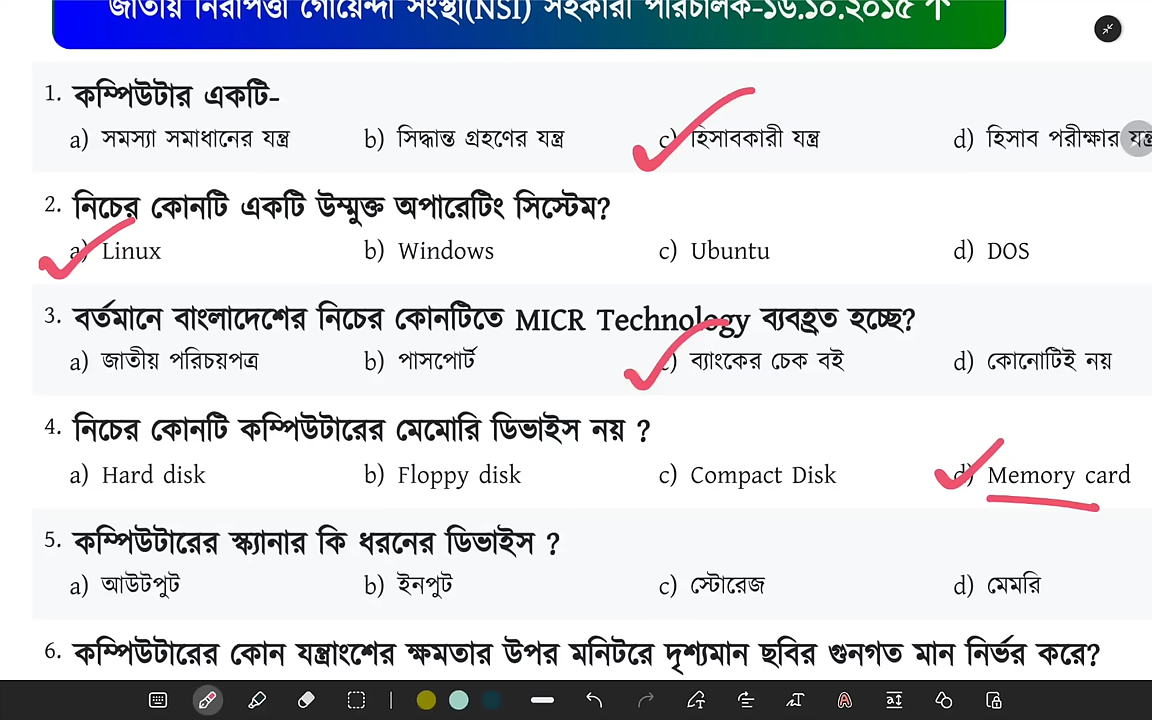 জাতীয় নিরাপত্তা গোয়েন্দা সংস্থা(NSI) সহকারী পরিচালক-১৬.১০.২০১৫ ↑
1. কম্পিউটার একটি-
a) সমস্যা সমাধানের যন্ত্র b) সিদ্ধান্ত গ্রহণের যন্ত্র c) হিসাবকারী যন্ত্র d) হিসাব পরীক্ষার যন্ত্র
2. নিচের কোনটি একটি উম্মুক্ত অপারেটিং সিস্টেম?
a) Linux b) Windows c) Ubuntu d) DOS
3. বর্তমানে বাংলাদেশের নিচের কোনটিতে MICR Technology ব্যবহৃত হচ্ছে?
a) জাতীয় পরিচয়পত্র b) পাসপোর্ট c) ব্যাংকের চেক বই d) কোনোটিই নয়
4. নিচের কোনটি কম্পিউটারের মেমোরি ডিভাইস নয় ?
a) Hard disk b) Floppy disk c) Compact Disk d) Memory card
5. কম্পিউটারের স্ক্যানার কি ধরনের ডিভাইস ?
a) আউটপুট b) ইনপুট c) স্টোরেজ d) মেমরি
6. কম্পিউটারের কোন যন্ত্রাংশের ক্ষমতার উপর মনিটরে দৃশ্যমান ছবির গুনগত মান নির্ভর করে?